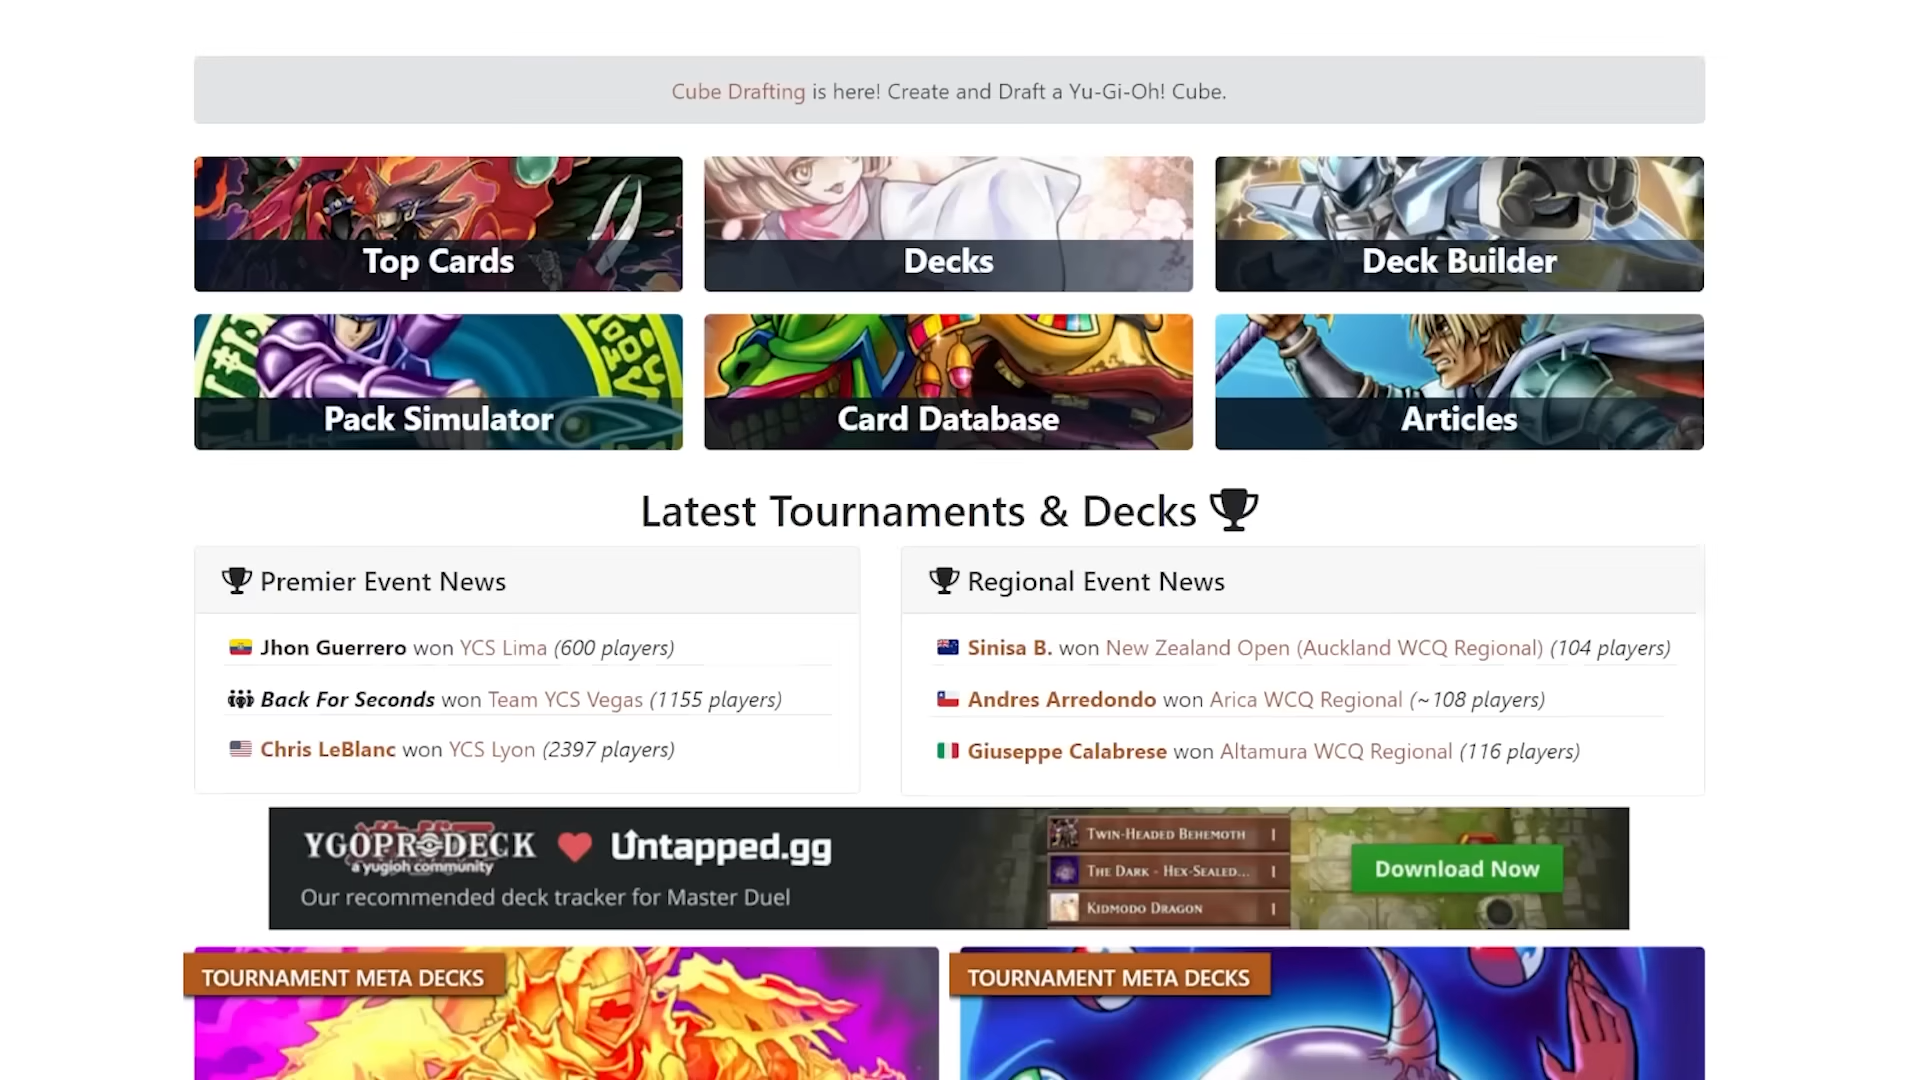 Cube Drafting is here! Create and Draft a Yu-Gi-Oh! Cube.
Top Cards
Decks
Deck Builder
Pack Simulator
Card Database
Articles
Latest Tournaments & Decks
Premier Event News
Jhon Guerrero won YCS Lima (600 players)
Back For Seconds won Team YCS Vegas (1155 players)
Chris LeBlanc won YCS Lyon (2397 players)
Regional Event News
Sinisa B. won New Zealand Open (Auckland WCQ Regional) (104 players)
Andres Arredondo won Arica WCQ Regional (~108 players)
Giuseppe Calabrese won Altamura WCQ Regional (116 players)
YGOPRODECK
a yugioh community
Untapped.gg
Our recommended deck tracker for Master Duel
TWIN-HEADED BEHEMOTH 1
THE DARK - HEX-SEALED... 1
KIDMODO DRAGON 1
Download Now
TOURNAMENT META DECKS
TOURNAMENT META DECKS